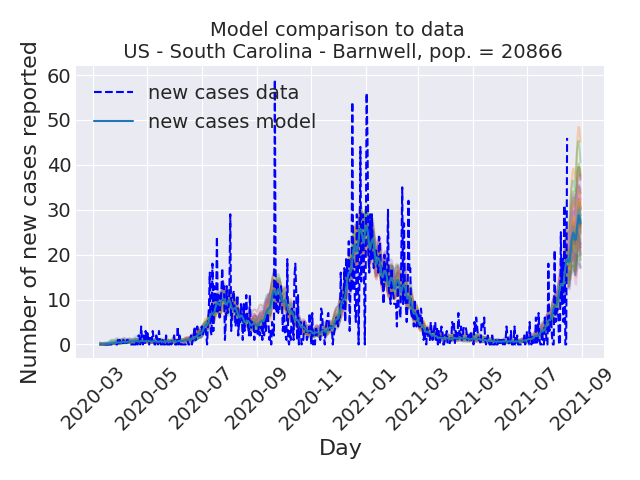 Model comparison to data
US - South Carolina - Barnwell, pop. = 20866
Number of new cases reported
60
50
40
30
20
10
0
new cases data
new cases model
2020-03
2020-05
2020-07
2020-09
2020-11
2021-01
2021-03
2021-05
2021-07
2021-09
Day